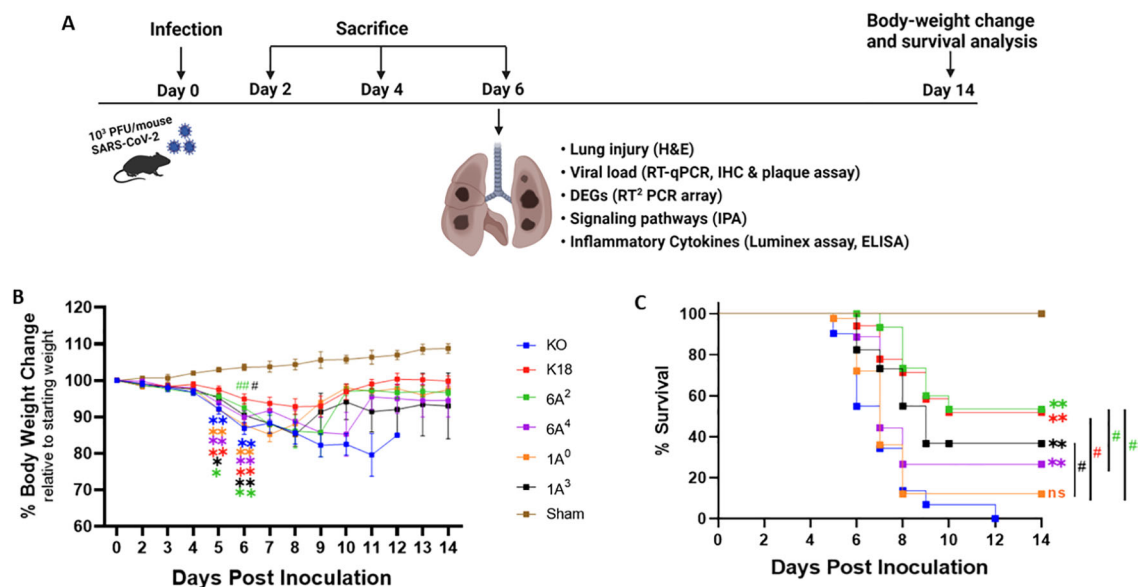 A
Infection
Sacrifice
Body-weight change
and survival analysis
Day 0
Day 2
Day 4
Day 6
Day 14
10³ PFU/mouse
SARS-CoV-2
• Lung injury (H&E)
• Viral load (RT-qPCR, IHC & plaque assay)
• DEGs (RT² PCR array)
• Signaling pathways (IPA)
• Inflammatory Cytokines (Luminex assay, ELISA)
B
% Body Weight Change
relative to starting weight
120
110
100
90
80
70
60
## #
**
**
**
**
*
*
**
**
**
**
**
**
0 2 3 4 5 6 7 8 9 10 11 12 13 14
Days Post Inoculation
KO
K18
6A²
6A⁴
1A⁰
1A³
Sham
C
% Survival
100
80
60
40
20
0
**
**
**
**
ns
#
#
#
#
0 2 4 6 8 10 12 14
Days Post Inoculation